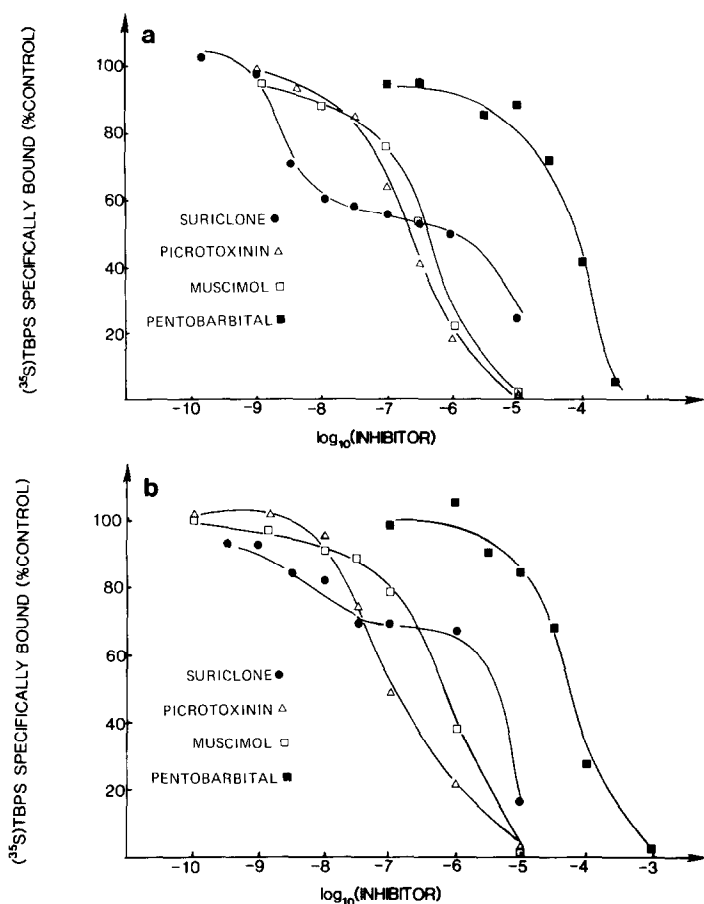 a
(³⁵S)TBPS SPECIFICALLY BOUND (%CONTROL)
100
80
60
40
20
SURICLONE ●
PICROTOXININ △
MUSCIMOL □
PENTOBARBITAL ■
-10 -9 -8 -7 -6 -5 -4
log₁₀(INHIBITOR)
b
(³⁵S)TBPS SPECIFICALLY BOUND (%CONTROL)
100
80
60
40
20
SURICLONE ●
PICROTOXININ △
MUSCIMOL □
PENTOBARBITAL ■
-10 -9 -8 -7 -6 -5 -4 -3
log₁₀(INHIBITOR)